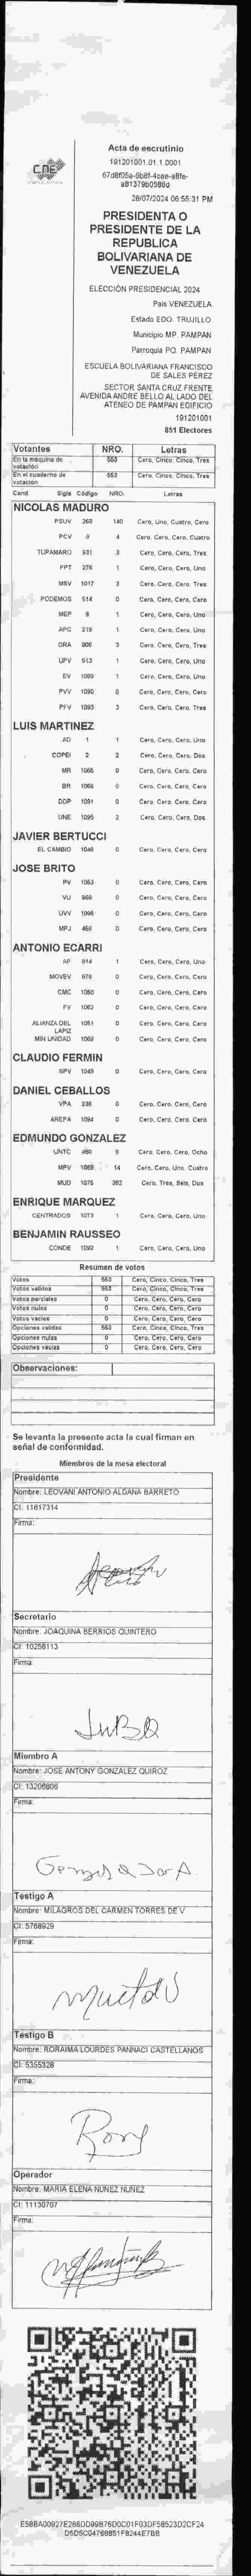 Acta de escrutinio
191201001.01.1.0001
28/07/2024 06:55:31 PM
CNE
PRESIDENTA O
PRESIDENTE DE LA
REPUBLICA
BOLIVARIANA DE
VENEZUELA
ELECCIÓN PRESIDENCIAL 2024
País VENEZUELA
Estado EDO. TRUJILLO
Municipio MP. PAMPAN
Parroquia PQ. PAMPAN
ESCUELA BOLIVARIANA FRANCISCO
DE SALES PEREZ
SECTOR SANTA CRUZ FRENTE
AVENIDA ANDRE BELLO AL LADO DEL
ATENEO DE PAMPAN EDIFICIO
191201001
851 Electores
Votantes NRO. Letras
En la máquina de votación 553 Cero, Cinco, Cinco, Tres
En el cuaderno de votación 553 Cero, Cinco, Cinco, Tres
Cand Sigla Código NRO. Letras
NICOLAS MADURO
PSUV 260 140 Cero, Uno, Cuatro, Cero
PCV 4 Cero, Cero, Cero, Cuatro
TUPAMARO 931 3 Cero, Cero, Cero, Tres
PPT 276 1 Cero, Cero, Cero, Uno
MSV 1017 3 Cero, Cero, Cero, Tres
PODEMOS 514 0 Cero, Cero, Cero, Cero
MEP 6 1 Cero, Cero, Cero, Uno
APC 219 1 Cero, Cero, Cero, Uno
ORA 906 3 Cero, Cero, Cero, Tres
UPV 513 1 Cero, Cero, Cero, Uno
EV 1089 1 Cero, Cero, Cero, Uno
PVV 1090 0 Cero, Cero, Cero, Cero
PFV 1093 3 Cero, Cero, Cero, Tres
LUIS MARTINEZ
AD 1 1 Cero, Cero, Cero, Uno
COPEI 2 2 Cero, Cero, Cero, Dos
MR 1065 0 Cero, Cero, Cero, Cero
BR 1066 0 Cero, Cero, Cero, Cero
DDP 1091 0 Cero, Cero, Cero, Cero
UNE 1095 2 Cero, Cero, Cero, Dos
JAVIER BERTUCCI
EL CAMBIO 1048 0 Cero, Cero, Cero, Cero
JOSE BRITO
PV 1053 0 Cero, Cero, Cero, Cero
VU 868 0 Cero, Cero, Cero, Cero
UVV 1096 0 Cero, Cero, Cero, Cero
MPJ 458 0 Cero, Cero, Cero, Cero
ANTONIO ECARRI
AP 914 1 Cero, Cero, Cero, Uno
MOVEV 978 0 Cero, Cero, Cero, Cero
CMC 1050 0 Cero, Cero, Cero, Cero
FV 1062 0 Cero, Cero, Cero, Cero
ALIANZA DEL LAPIZ 1051 0 Cero, Cero, Cero, Cero
MIN UNIDAD 1069 0 Cero, Cero, Cero, Cero
CLAUDIO FERMIN
SPV 1049 0 Cero, Cero, Cero, Cero
DANIEL CEBALLOS
VPA 236 0 Cero, Cero, Cero, Cero
AREPA 1094 0 Cero, Cero, Cero, Cero
EDMUNDO GONZALEZ
UNTC 480 8 Cero, Cero, Cero, Ocho
MPV 14 Cero, Cero, Uno, Cuatro
MUD 1076 362 Cero, Tres, Seis, Dos
ENRIQUE MARQUEZ
CENTRADOS 1073 1 Cero, Cero, Cero, Uno
BENJAMIN RAUSSEO
CONDE 1092 1 Cero, Cero, Cero, Uno
Resumen de votos
Votos 553 Cero, Cinco, Cinco, Tres
Votos validos 553 Cero, Cinco, Cinco, Tres
Votos parciales 0 Cero, Cero, Cero, Cero
Votos nulos 0 Cero, Cero, Cero, Cero
Votos vacios 0 Cero, Cero, Cero, Cero
Opciones validas 553 Cero, Cinco, Cinco, Tres
Opciones nulas 0 Cero, Cero, Cero, Cero
Opciones vacias 0 Cero, Cero, Cero, Cero
Observaciones:
Se levanta la presente acta la cual firman en
señal de conformidad.
Miembros de la mesa electoral
Presidente
Nombre: LEOVANI ANTONIO ALDANA BARRETO
CI: 11617314
Firma:
Secretario
Nombre: JOAQUINA BERRIOS QUINTERO
CI: 10258113
Firma:
Miembro A
Nombre: JOSE ANTONY GONZALEZ QUIROZ
CI: 13206806
Firma:
Testigo A
Nombre: MILAGROS DEL CARMEN TORRES DE V
CI: 5768929
Firma:
Testigo B
Nombre: RORAIMA LOURDES PANNACI CASTELLANOS
CI: 5355328
Firma:
Operador
Nombre: MARIA ELENA NUNEZ NUNEZ
CI: 11130707
Firma: